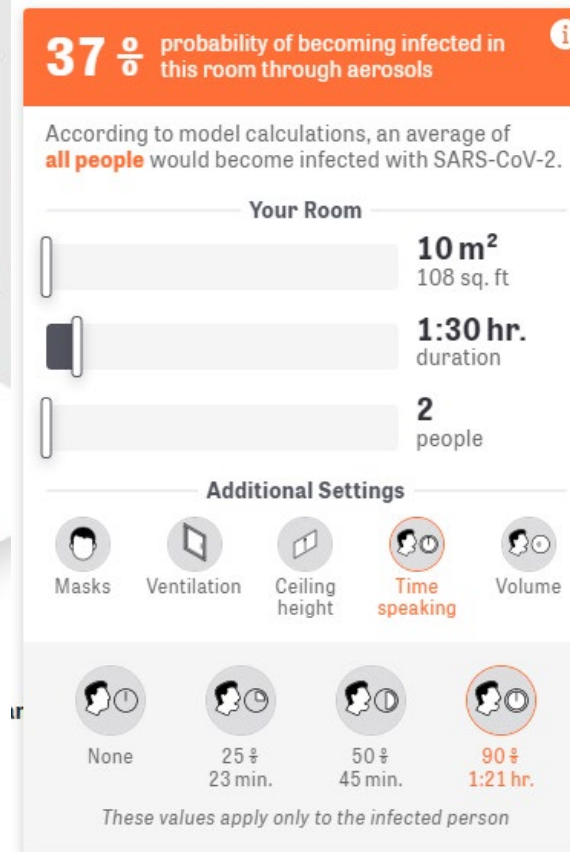 37 % probability of becoming infected in
this room through aerosols
i
According to model calculations, an average of
all people would become infected with SARS-CoV-2.
Your Room
10 m²
108 sq. ft
1:30 hr.
duration
2
people
Additional Settings
Masks
Ventilation
Ceiling
height
Time
speaking
Volume
None
25 %
23 min.
50 %
45 min.
90 %
1:21 hr.
These values apply only to the infected person